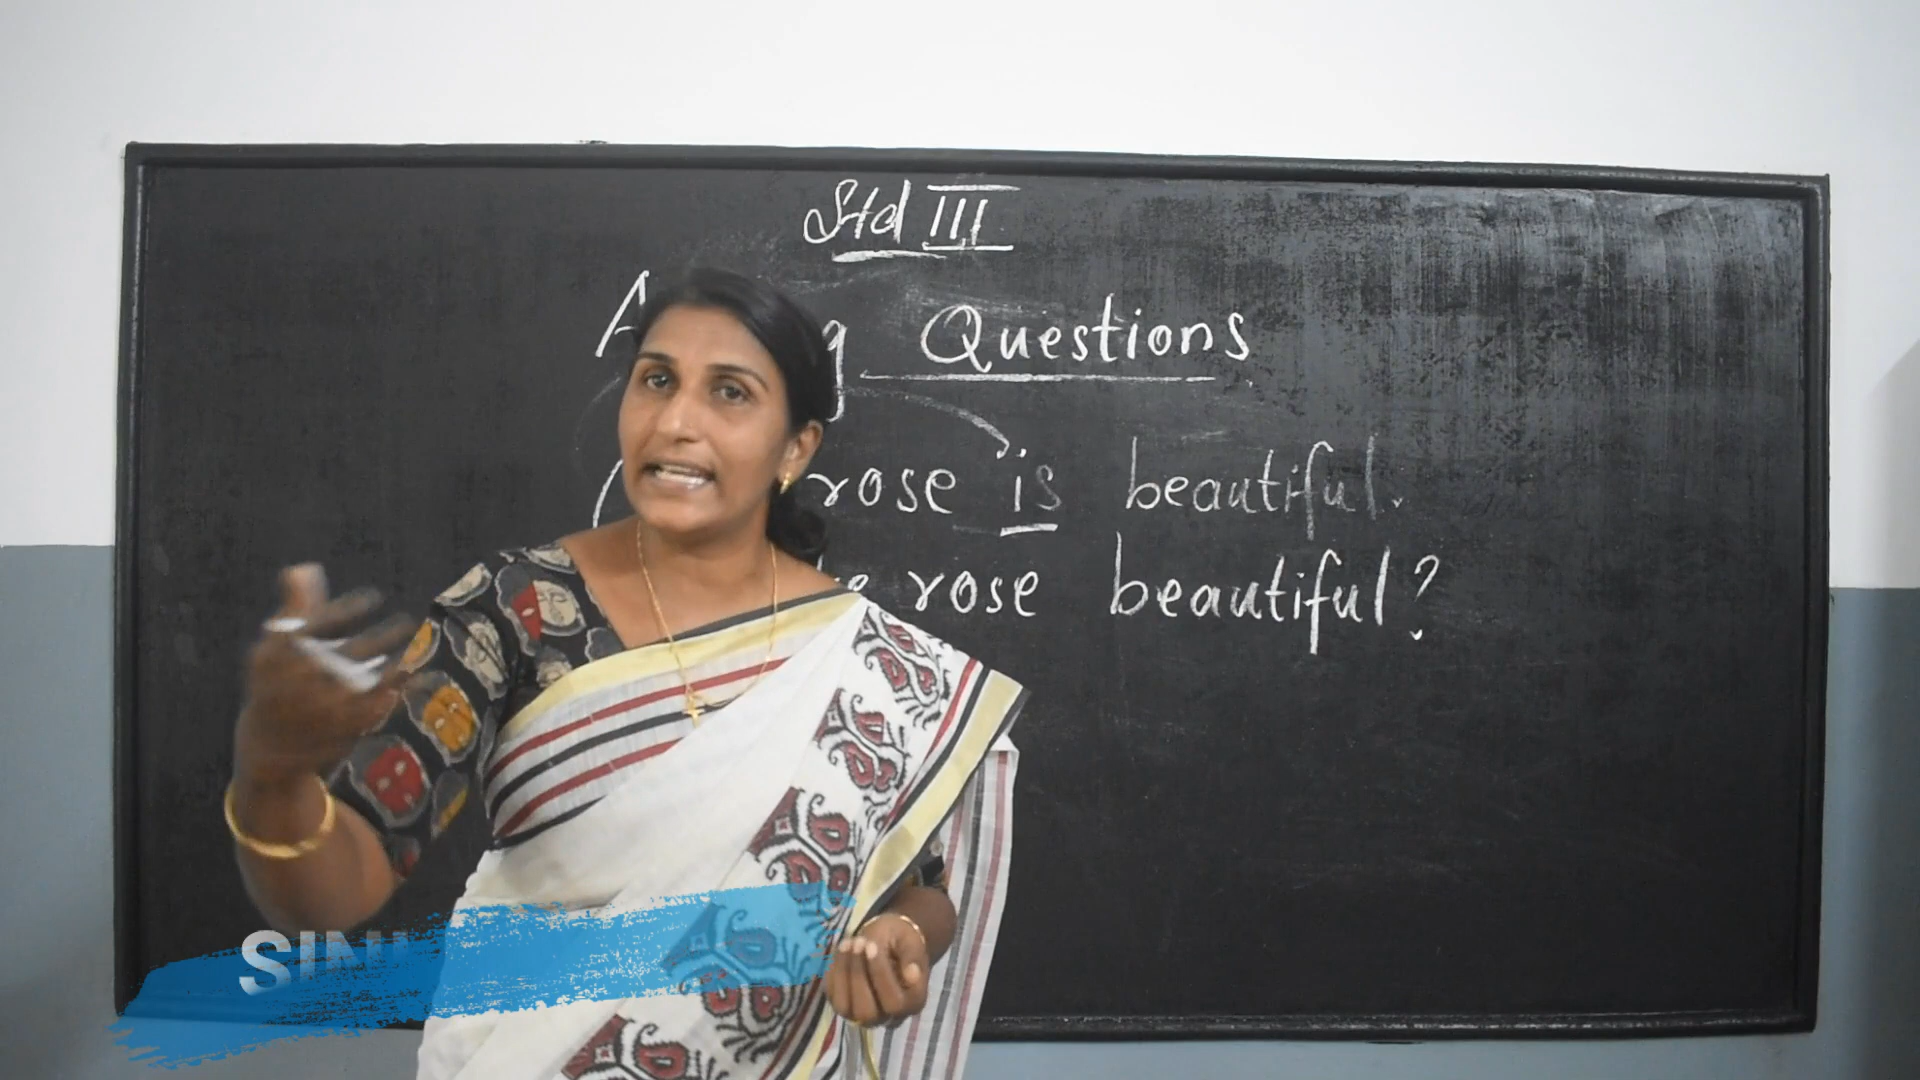 Std III
Questions
rose is beautiful.
rose beautiful?
SIN